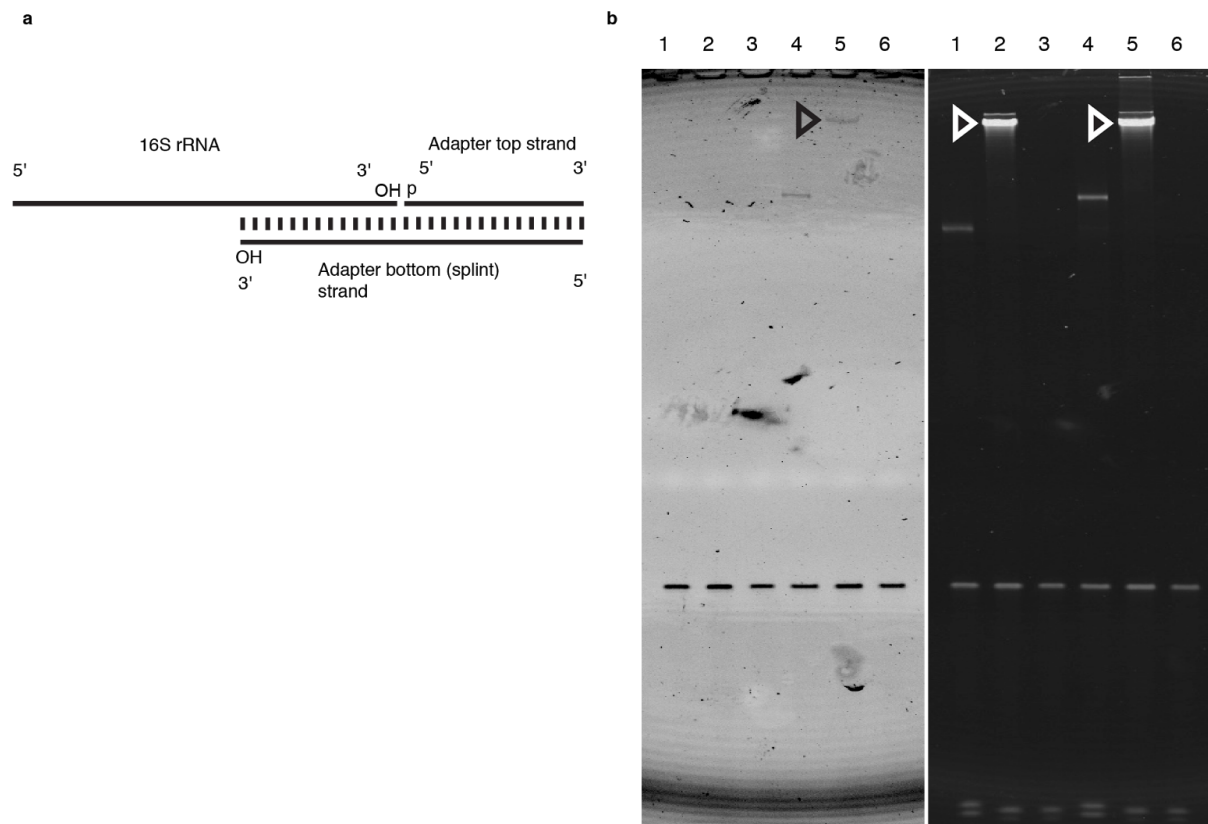 a
16S rRNA
Adapter top strand
5'
3'
5'
3'
OH
p
OH
3'
Adapter bottom (splint)
strand
5'
b
1 2 3 4 5 6
1 2 3 4 5 6